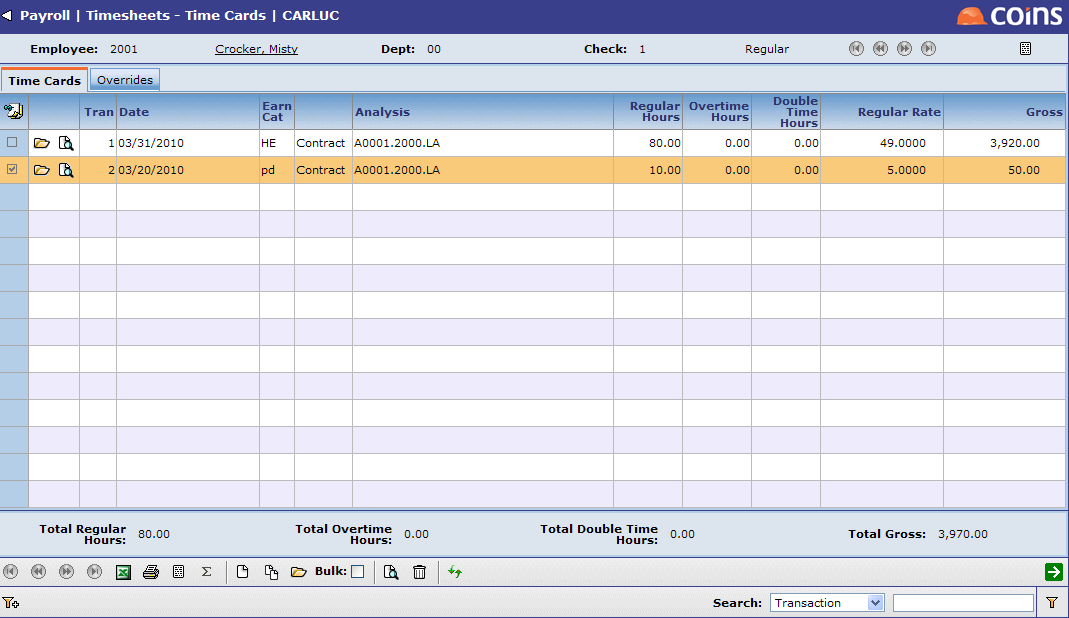 Payroll | Timesheets - Time Cards | CARLUC
coins
Employee: 2001 Crocker, Misty Dept: 00 Check: 1 Regular
Time Cards Overrides
Tran Date Earn Cat Analysis Regular Hours Overtime Hours Double Time Hours Regular Rate Gross
1 03/31/2010 HE Contract A0001.2000.LA 80.00 0.00 0.00 49.0000 3,920.00
2 03/20/2010 pd Contract A0001.2000.LA 10.00 0.00 0.00 5.0000 50.00
Total Regular Hours: 80.00 Total Overtime Hours: 0.00 Total Double Time Hours: 0.00 Total Gross: 3,970.00
Bulk:
Search: Transaction